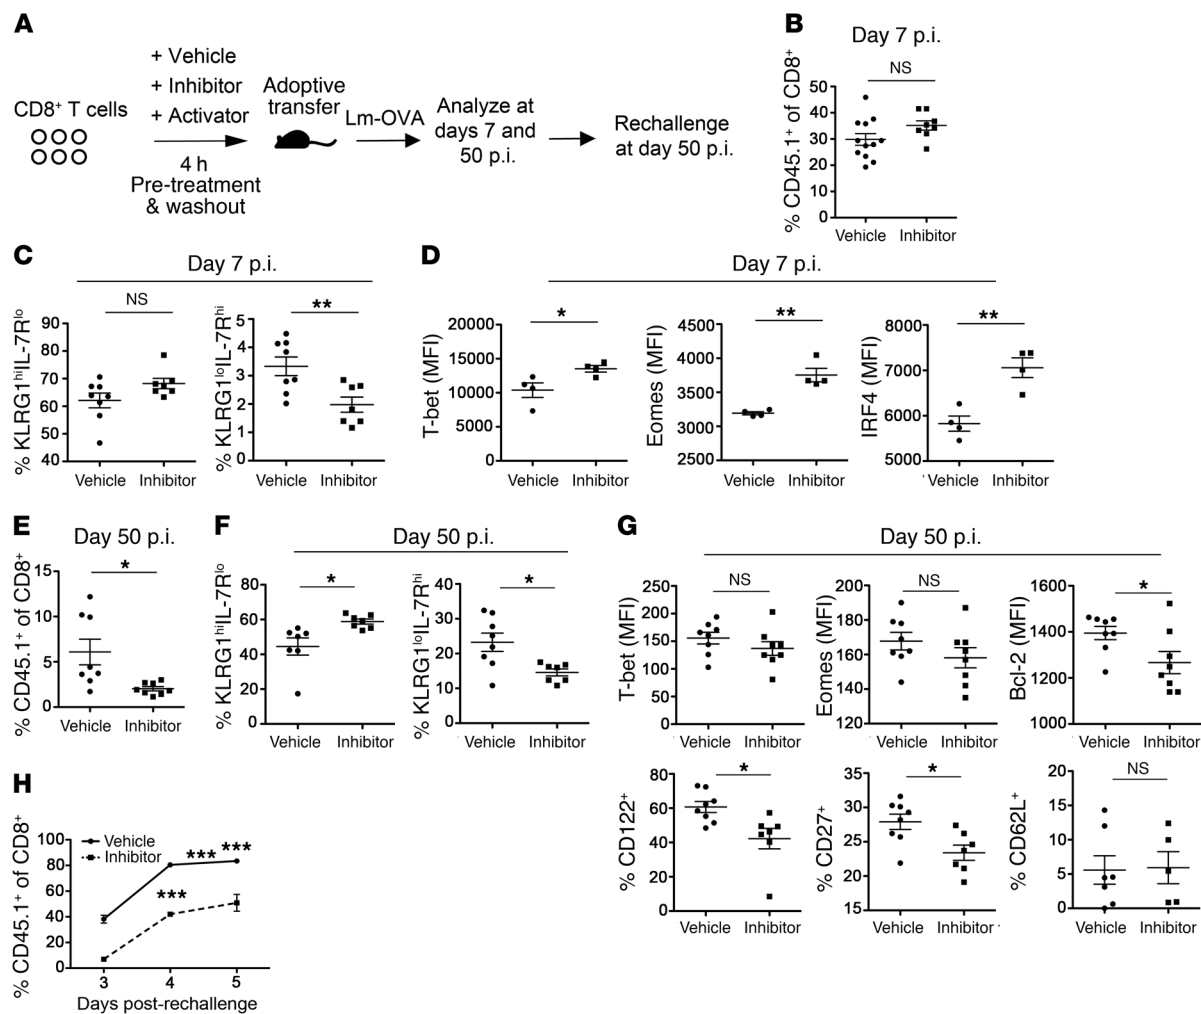 A
CD8⁺ T cells
+ Vehicle
+ Inhibitor
+ Activator
4 h
Pre-treatment
& washout
Adoptive
transfer
Lm-OVA
Analyze at
days 7 and
50 p.i.
Rechallenge
at day 50 p.i.
B
Day 7 p.i.
NS
% CD45.1⁺ of CD8⁺
50
40
30
20
10
0
Vehicle
Inhibitor
C
Day 7 p.i.
NS
% KLRG1ʰⁱIL-7Rˡᵒ
90
80
70
60
50
40
Vehicle
Inhibitor
**
% KLRG1ˡᵒIL-7Rʰⁱ
5
4
3
2
1
0
Vehicle
Inhibitor
D
Day 7 p.i.
*
T-bet (MFI)
20000
15000
10000
5000
0
Vehicle
Inhibitor
**
Eomes (MFI)
4500
4000
3500
3000
2500
Vehicle
Inhibitor
**
IRF4 (MFI)
8000
7000
6000
5000
Vehicle
Inhibitor
E
Day 50 p.i.
*
% CD45.1⁺ of CD8⁺
15
10
5
0
Vehicle
Inhibitor
F
Day 50 p.i.
*
% KLRG1ʰⁱIL-7Rˡᵒ
80
60
40
20
0
Vehicle
Inhibitor
*
% KLRG1ˡᵒIL-7Rʰⁱ
40
30
20
10
0
Vehicle
Inhibitor
G
Day 50 p.i.
NS
T-bet (MFI)
250
200
150
100
50
0
Vehicle
Inhibitor
NS
Eomes (MFI)
200
180
160
140
120
Vehicle
Inhibitor
*
Bcl-2 (MFI)
1600
1400
1200
1000
Vehicle
Inhibitor
*
% CD122⁺
80
60
40
20
0
Vehicle
Inhibitor
*
% CD27⁺
35
30
25
20
15
Vehicle
Inhibitor
NS
% CD62L⁺
20
15
10
5
0
Vehicle
Inhibitor
H
% CD45.1⁺ of CD8⁺
100
80
60
40
20
0
Vehicle
Inhibitor
***
***
***
3
4
5
Days post-rechallenge